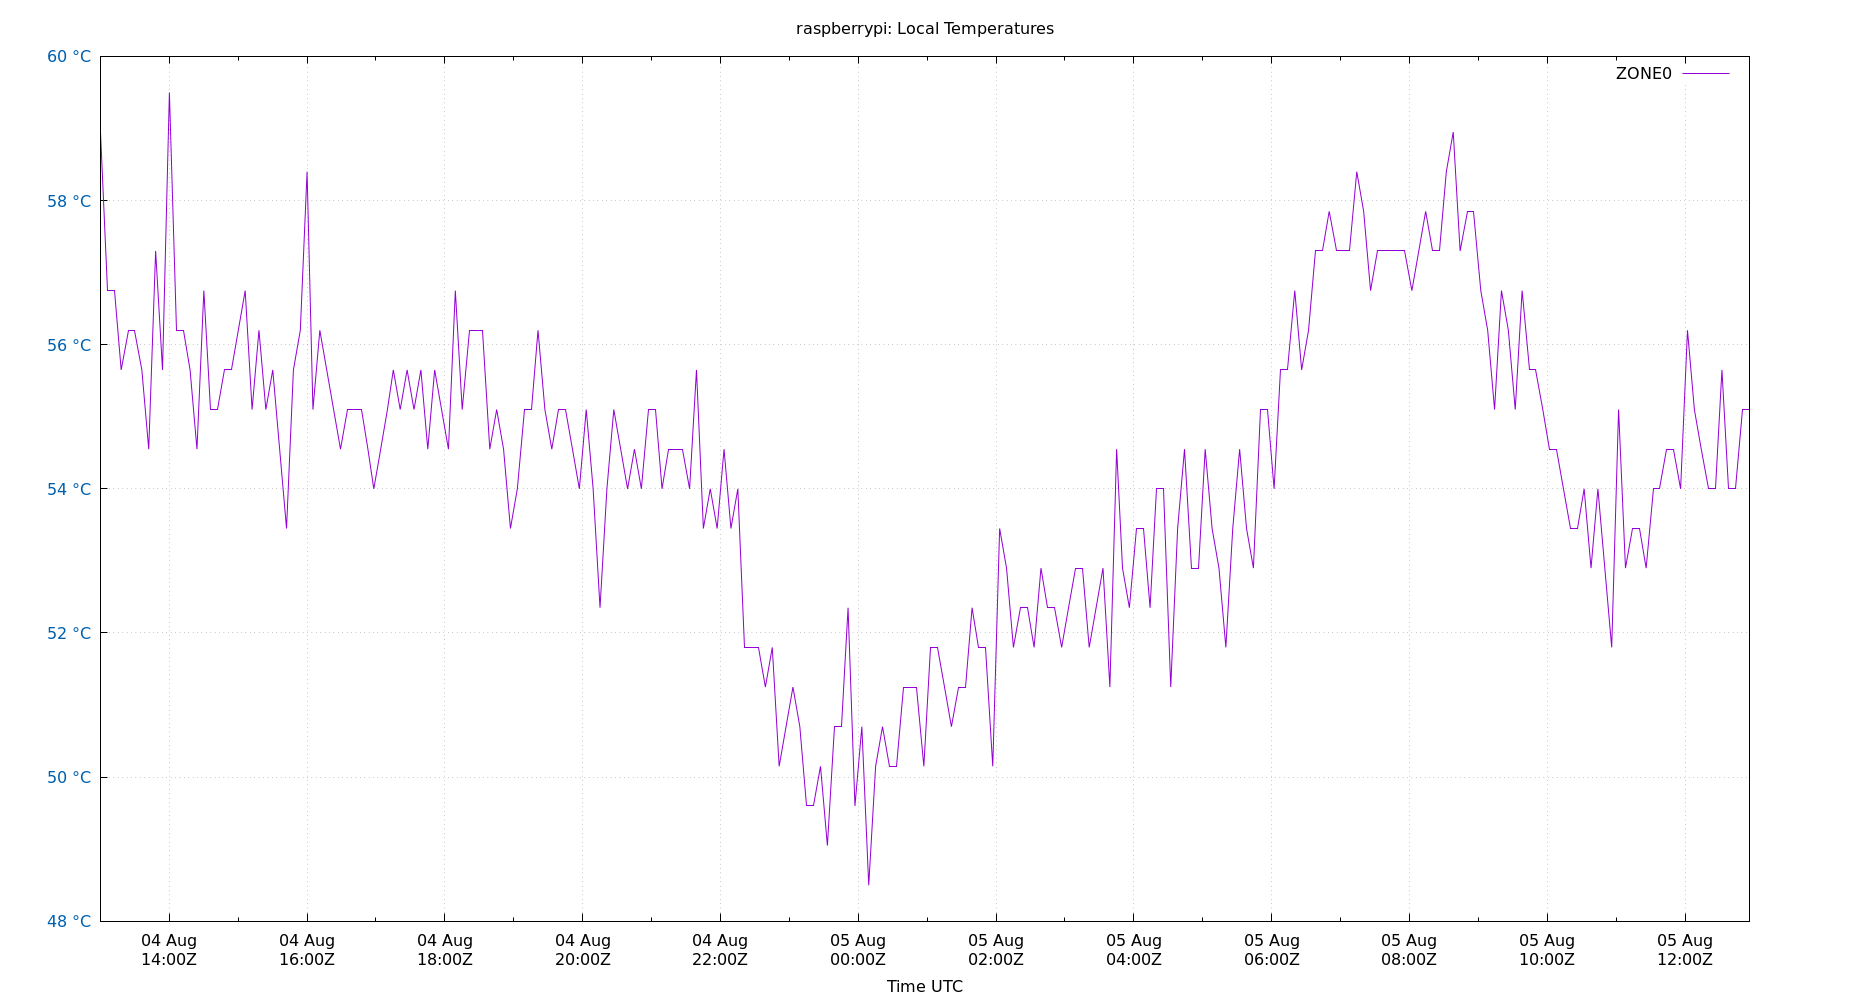 raspberrypi: Local Temperatures
60 °C
ZONE0
58 °C
56 °C
54 °C
52 °C
50 °C
48 °C
04 Aug 04 Aug 04 Aug 04 Aug 04 Aug 05 Aug 05 Aug 05 Aug 05 Aug 05 Aug 05 Aug 05 Aug
14:00Z 16:00Z 18:00Z 20:00Z 22:00Z 00:00Z 02:00Z 04:00Z 06:00Z 08:00Z 10:00Z 12:00Z
Time UTC